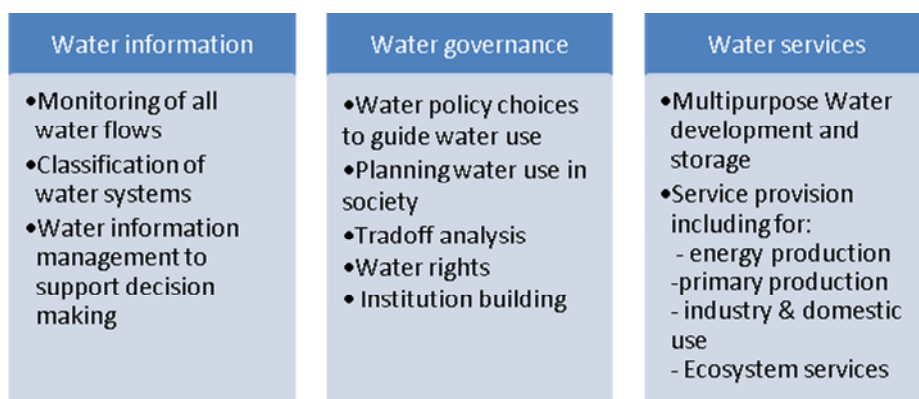 Water information
•Monitoring of all
water flows
•Classification of
water systems
•Water information
management to
support decision
making
Water governance
•Water policy choices
to guide water use
•Planning water use in
society
•Tradoff analysis
•Water rights
• Institution building
Water services
•Multipurpose Water
development and
storage
•Service provision
including for:
- energy production
-primary production
- industry & domestic
use
- Ecosystem services